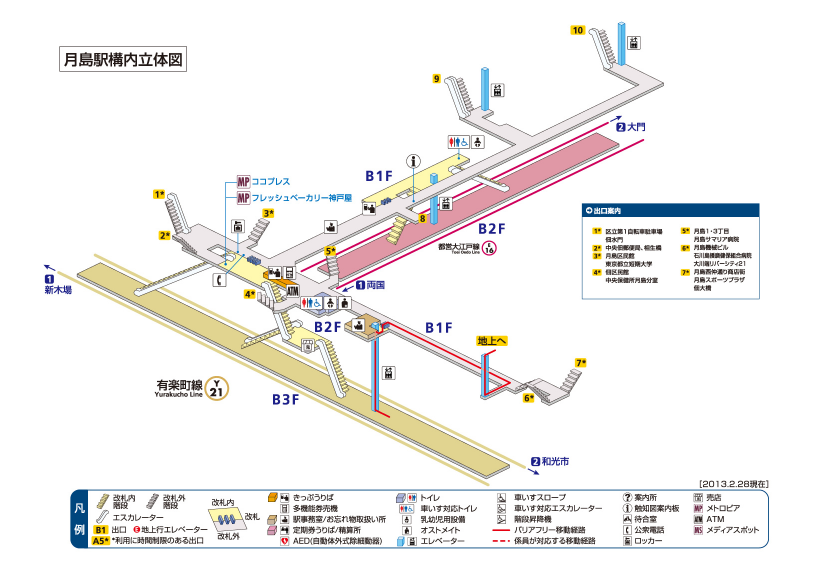 月島駅構内立体図
10
9
2 大門
B1F
MP ココプレス
MP フレッシュベーカリー神戸屋
1*
3*
2*
8
B2F
都営大江戸線
Toei Oedo Line
16
5*
1 両国
ATM
4*
1
新木場
B2F
B1F
地上へ
7*
6*
有楽町線
Yurakucho Line
Y
21
B3F
2 和光市
出口案内
1* 区立第1自転車駐車場
佃水門
2* 中央佃郵便局、相生橋
3* 月島区民館
東京都立短期大学
4* 佃区民館
中央保健所月島分室
5* 月島1・3丁目
月島サマリア病院
6* 月島機械ビル
石川島播磨健保組合病院
大川端リバーシティ21
7* 月島西仲通り商店街
月島スポーツプラザ
佃大橋
[2013.2.28現在]
凡例
改札内階段
改札外階段
エスカレーター
B1 出口
E 地上行エレベーター
A5* *利用に時間制限のある出口
改札内
改札
改札外
きっぷうりば
多機能券売機
駅事務室/お忘れ物取扱い所
定期券うりば/精算所
AED(自動体外式除細動器)
トイレ
車いす対応トイレ
乳幼児用設備
オストメイト
エレベーター
車いすスロープ
車いす対応エスカレーター
階段昇降機
バリアフリー移動経路
係員が対応する移動経路
案内所
触知図案内板
待合室
公衆電話
ロッカー
売店
MP メトロピア
ATM ATM
MS メディアスポット